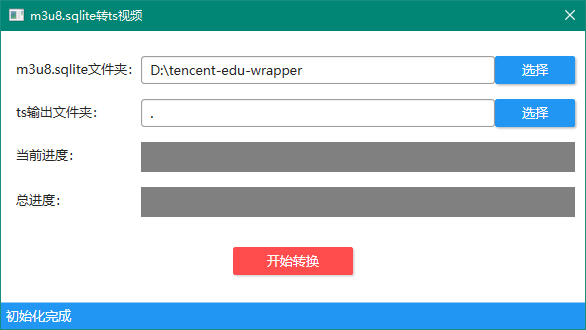 m3u8.sqlite转ts视频
m3u8.sqlite文件夹: D:\tencent-edu-wrapper 选择
ts输出文件夹: . 选择
当前进度:
总进度:
开始转换
初始化完成